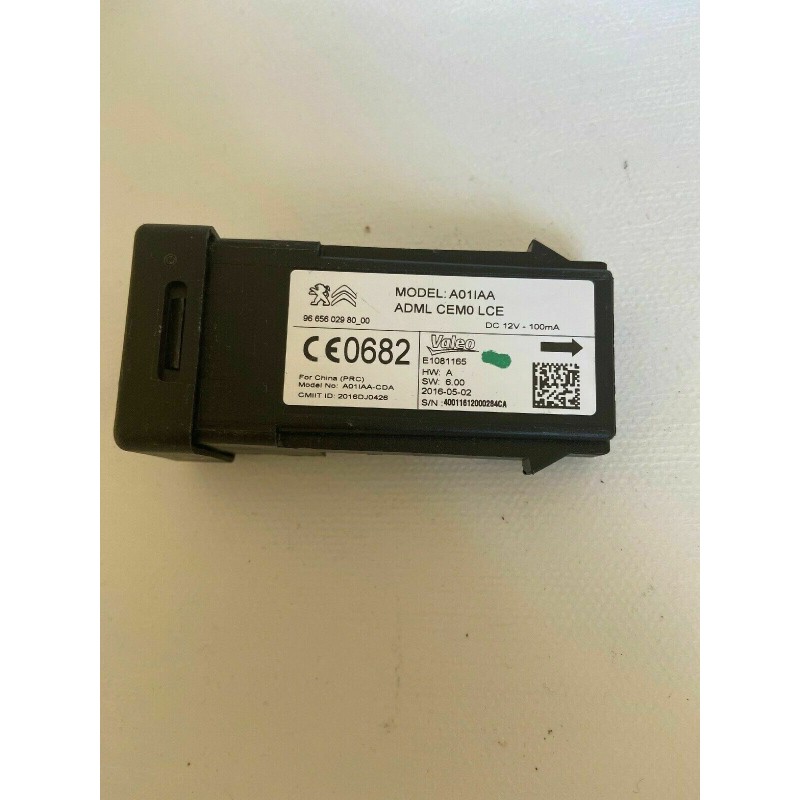 MODEL: A01IAA
ADML CEM0 LCE
96 656 029 80_00
DC 12V - 100mA
CE0682
For China (PRC)
Model No: A01IAA-CDA
CMIIT ID: 2016DJ0426
Valeo
E1081165
HW: A
SW: 6.00
2016-05-02
S/N :40011612000284CA